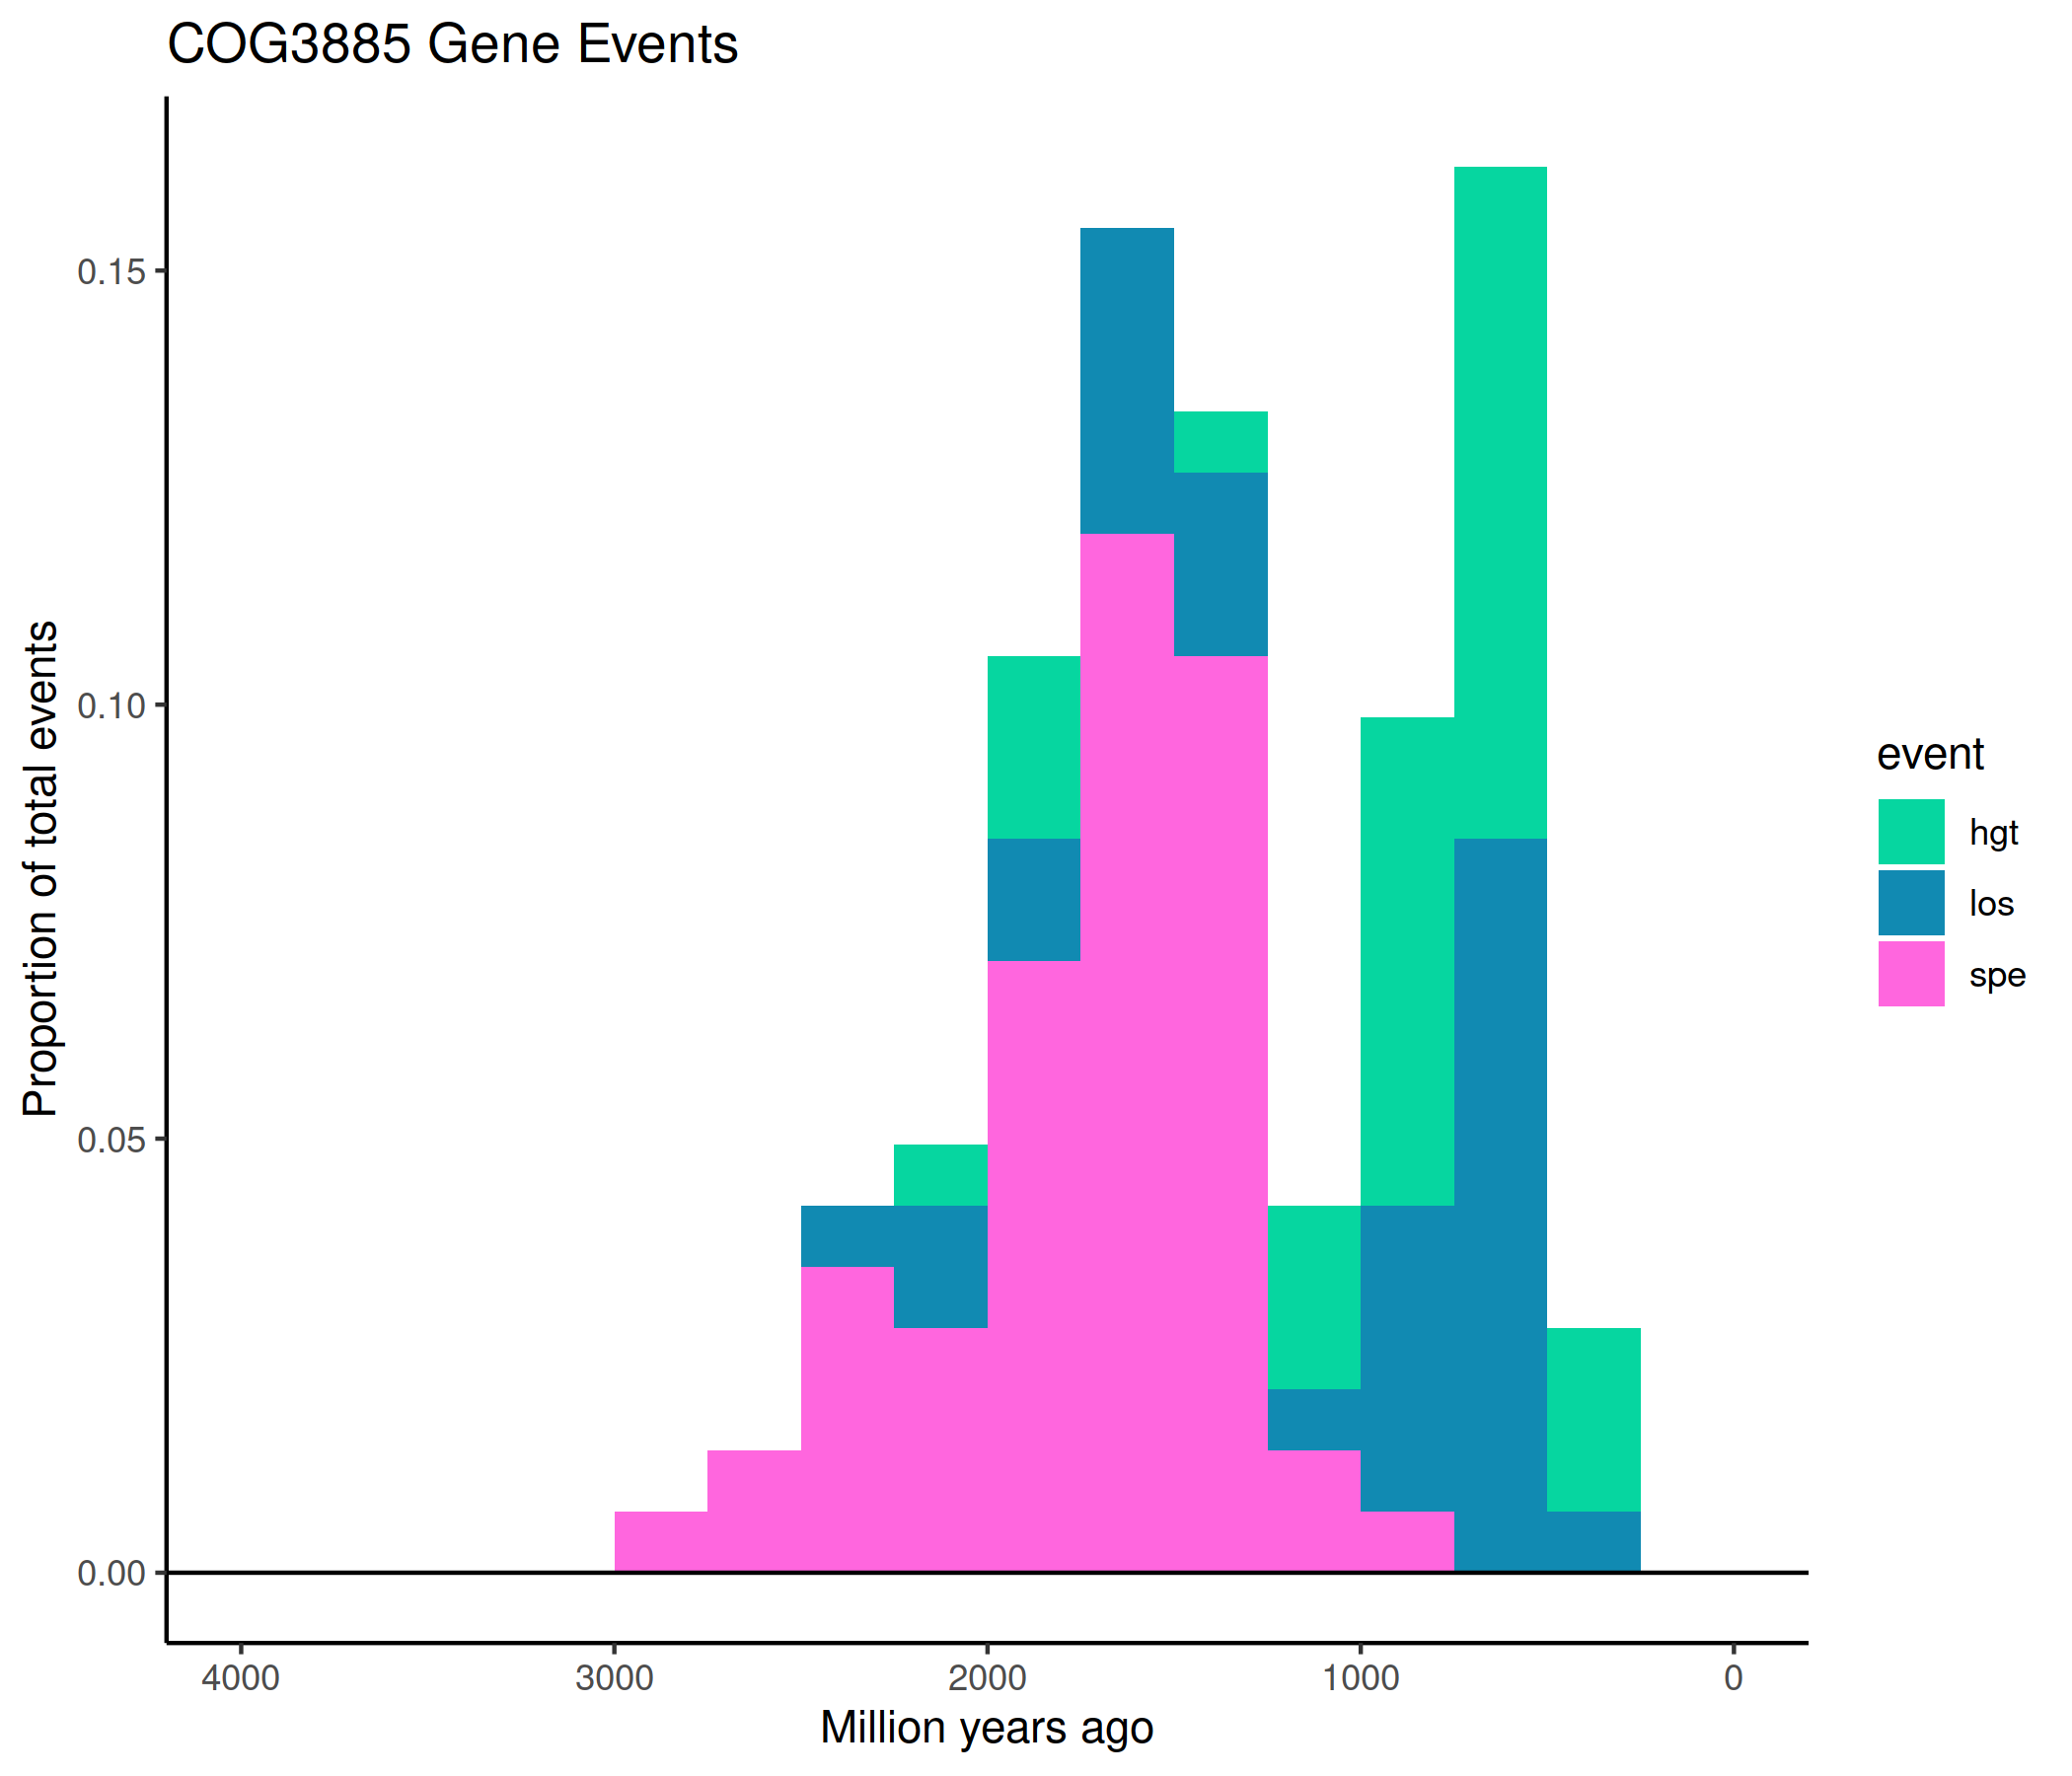 COG3885 Gene Events
Proportion of total events
0.15
0.10
0.05
0.00
4000 3000 2000 1000 0
Million years ago
event
hgt
los
spe